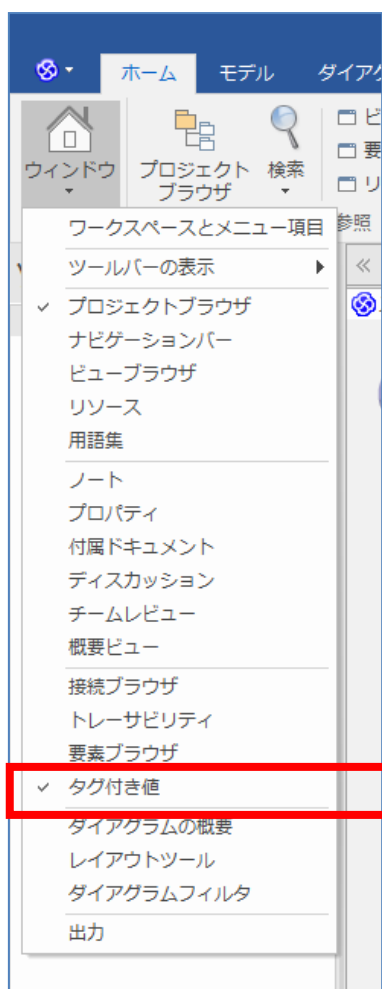 ホーム モデル ダイアグ
ウィンドウ
プロジェクト
ブラウザ
検索
ビ
要
リ
参照
ワークスペースとメニュー項目
ツールバーの表示
プロジェクトブラウザ
ナビゲーションバー
ビューブラウザ
リソース
用語集
ノート
プロパティ
付属ドキュメント
ディスカッション
チームレビュー
概要ビュー
接続ブラウザ
トレーサビリティ
要素ブラウザ
タグ付き値
ダイアグラムの概要
レイアウトツール
ダイアグラムフィルタ
出力